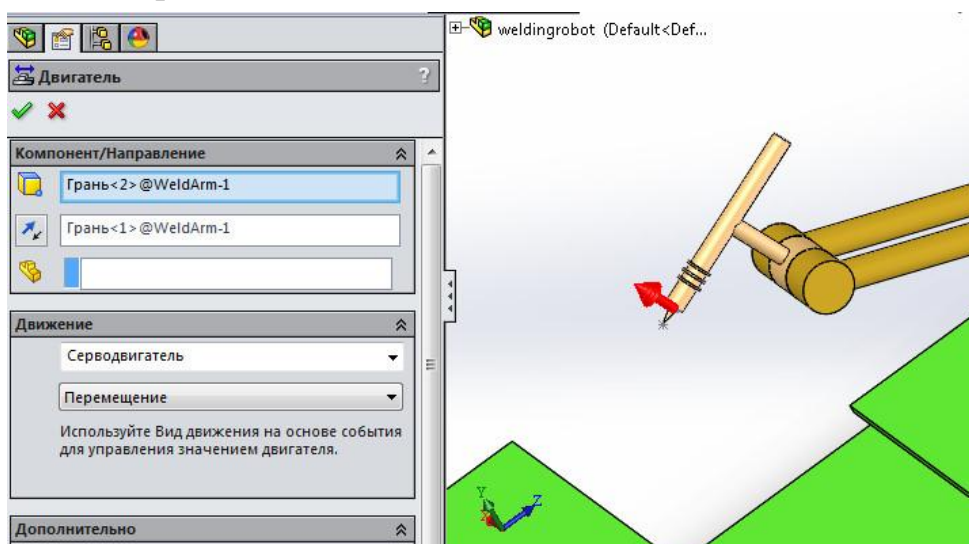 weldingrobot (Default<Def...
Двигатель
?
Компонент/Направление
Грань<2>@WeldArm-1
Грань<1>@WeldArm-1
Движение
Серводвигатель
Перемещение
Используйте Вид движения на основе события
для управления значением двигателя.
Дополнительно
Y
Z